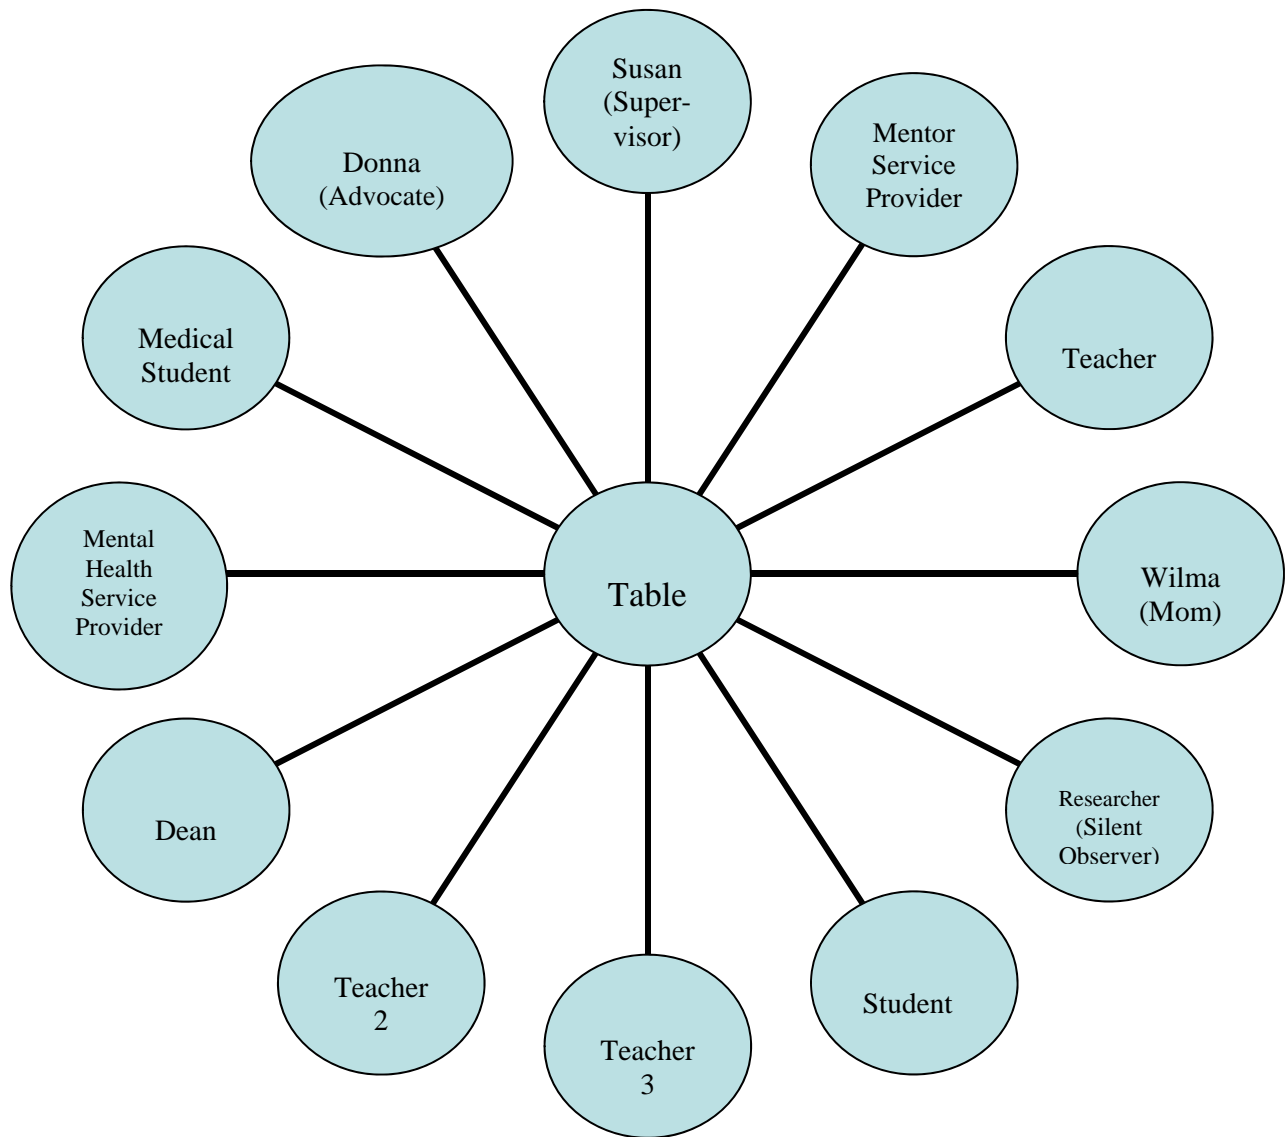 Susan
(Super-
visor)
Mentor
Service
Provider
Teacher
Wilma
(Mom)
Researcher
(Silent
Observer)
Student
Teacher
3
Teacher
2
Dean
Mental
Health
Service
Provider
Medical
Student
Donna
(Advocate)
Table